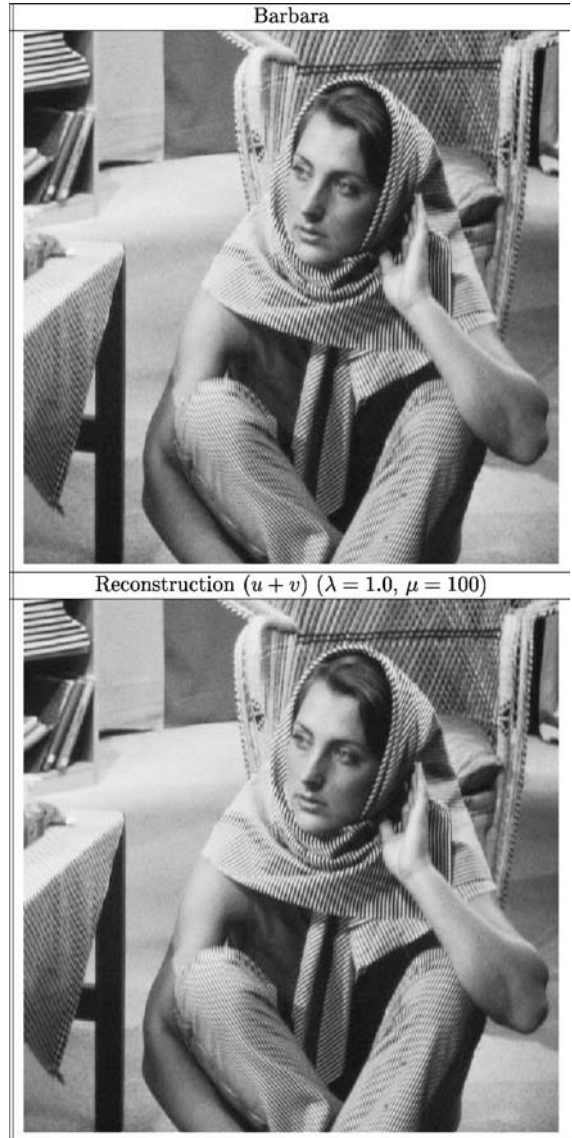 Barbara
Reconstruction (u + v) (λ = 1.0, μ = 100)